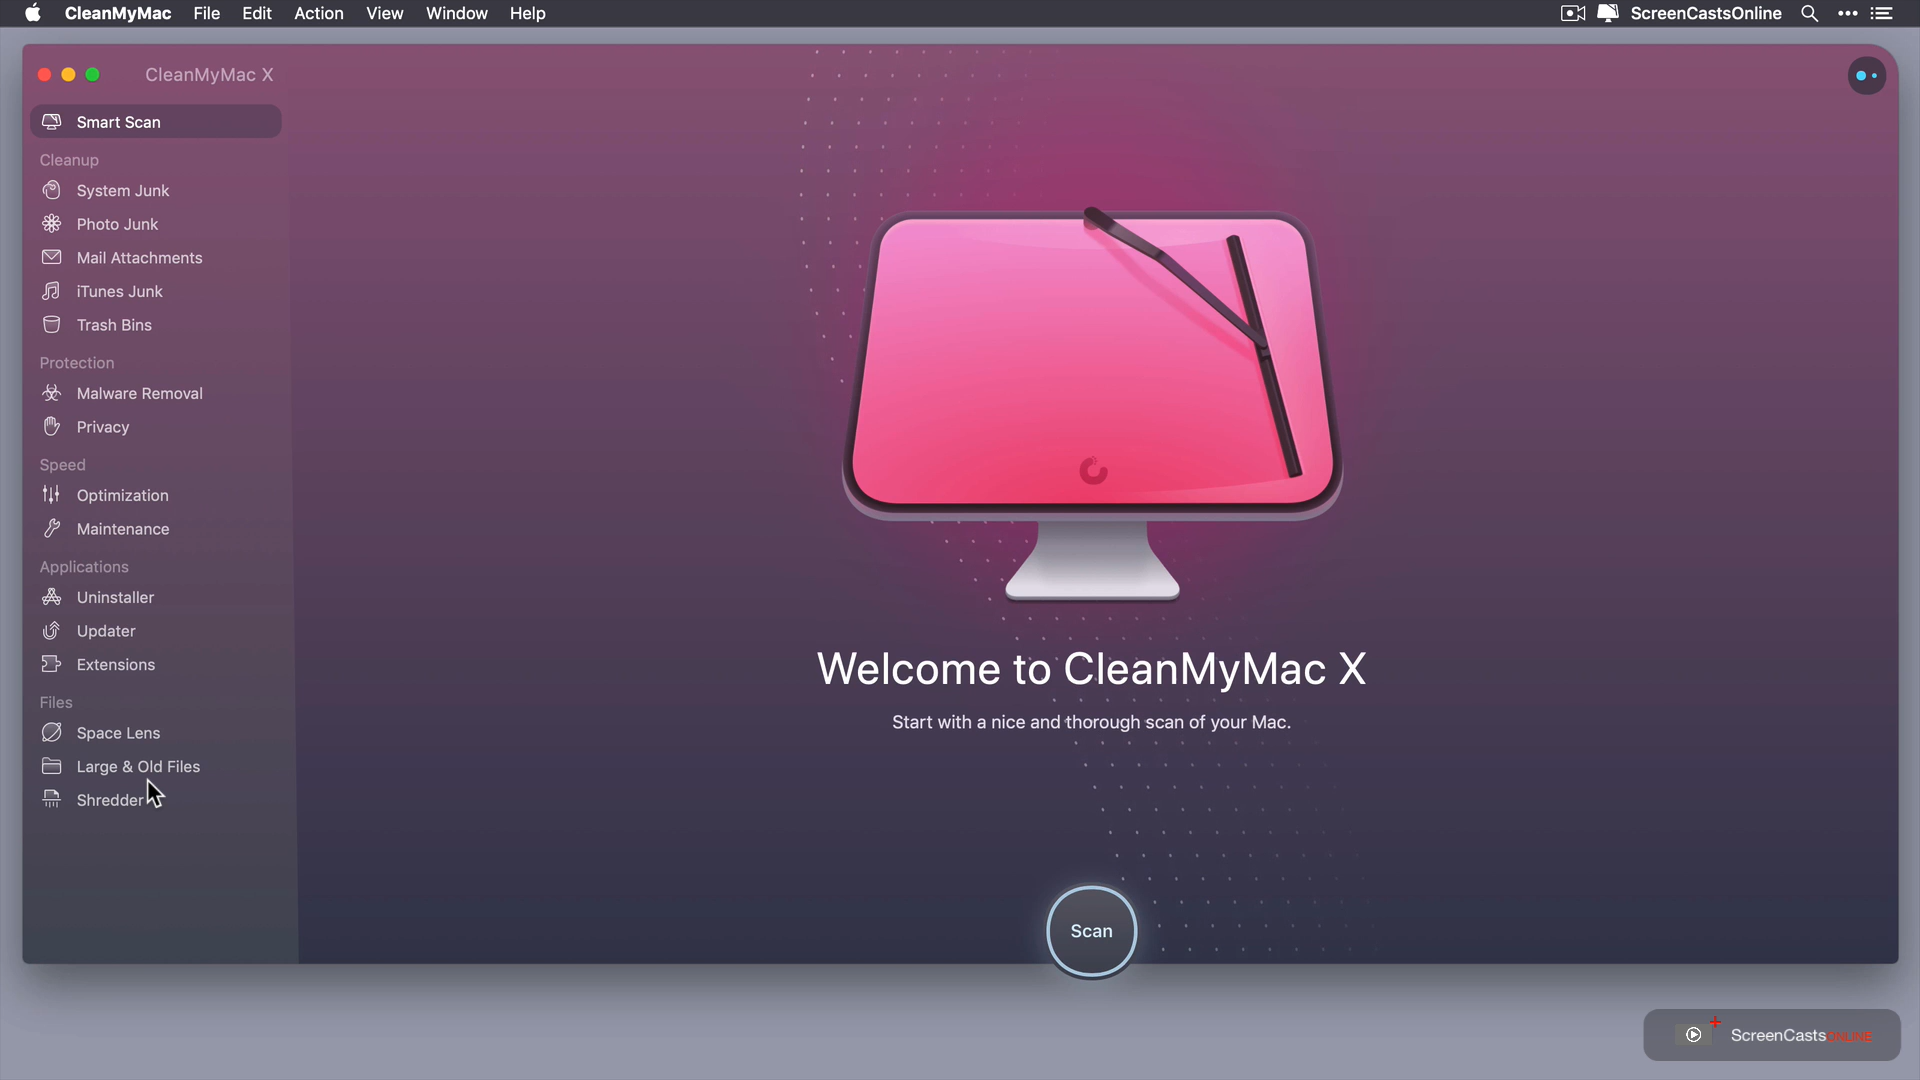 CleanMyMac File Edit Action View Window Help ScreenCastsOnline
CleanMyMac X
Smart Scan
Cleanup
System Junk
Photo Junk
Mail Attachments
iTunes Junk
Trash Bins
Protection
Malware Removal
Privacy
Speed
Optimization
Maintenance
Applications
Uninstaller
Updater
Extensions
Files
Space Lens
Large & Old Files
Shredder
Welcome to CleanMyMac X
Start with a nice and thorough scan of your Mac.
Scan
ScreenCastsONLINE